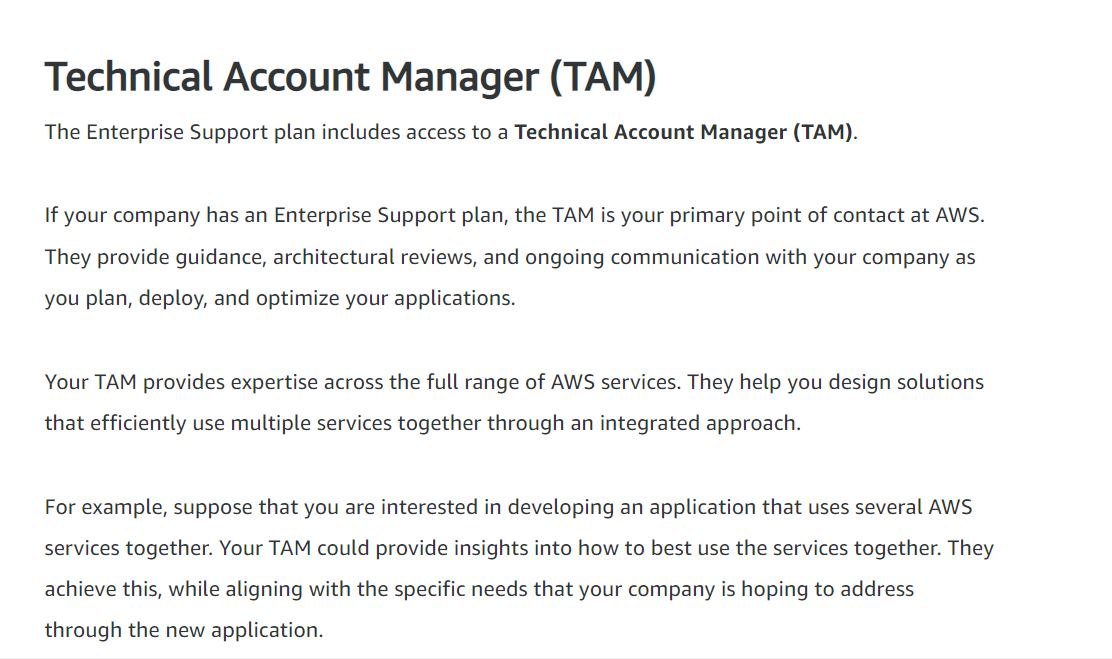 Technical Account Manager (TAM)
The Enterprise Support plan includes access to a Technical Account Manager (TAM).
If your company has an Enterprise Support plan, the TAM is your primary point of contact at AWS.
They provide guidance, architectural reviews, and ongoing communication with your company as
you plan, deploy, and optimize your applications.
Your TAM provides expertise across the full range of AWS services. They help you design solutions
that efficiently use multiple services together through an integrated approach.
For example, suppose that you are interested in developing an application that uses several AWS
services together. Your TAM could provide insights into how to best use the services together. They
achieve this, while aligning with the specific needs that your company is hoping to address
through the new application.